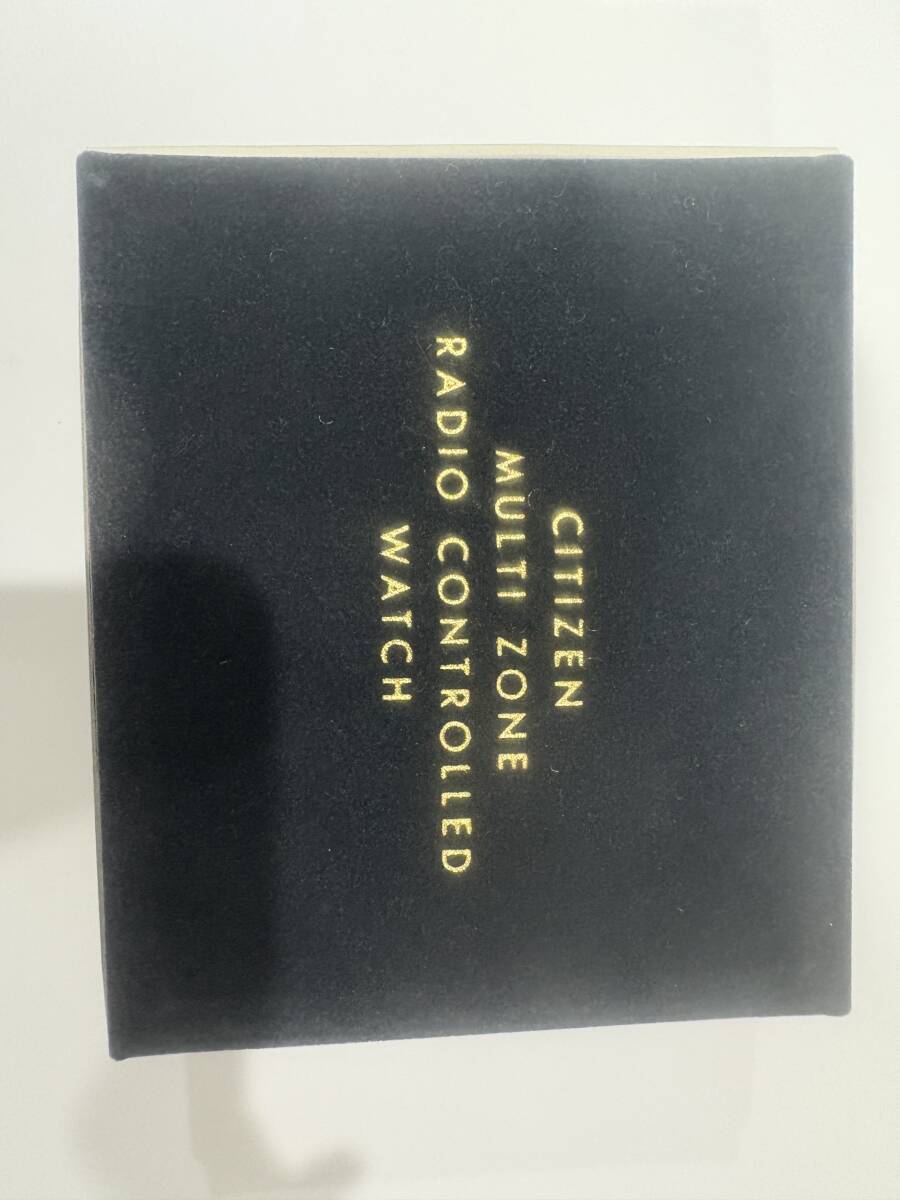 CITIZEN
MULTI ZONE
RADIO CONTROLLED
WATCH